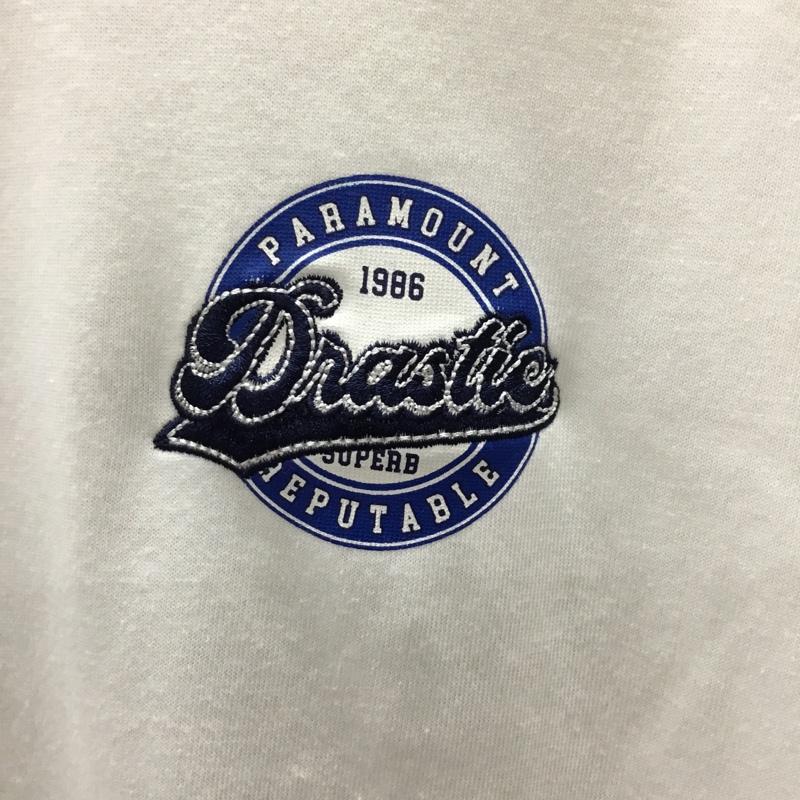 PARAMOUNT
1986
Drastic
SUPERB
REPUTABLE